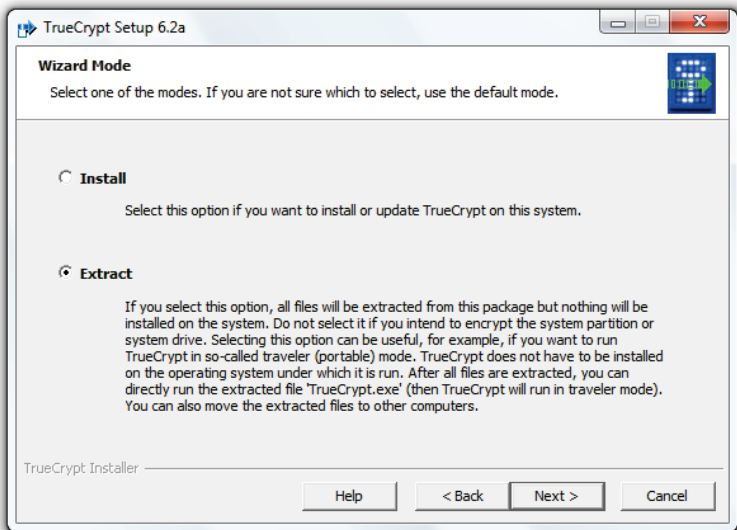 TrueCrypt Setup 6.2a
Wizard Mode
Select one of the modes. If you are not sure which to select, use the default mode.
Install
Select this option if you want to install or update TrueCrypt on this system.
Extract
If you select this option, all files will be extracted from this package but nothing will be
installed on the system. Do not select it if you intend to encrypt the system partition or
system drive. Selecting this option can be useful, for example, if you want to run
TrueCrypt in so-called traveler (portable) mode. TrueCrypt does not have to be installed
on the operating system under which it is run. After all files are extracted, you can
directly run the extracted file 'TrueCrypt.exe' (then TrueCrypt will run in traveler mode).
You can also move the extracted files to other computers.
TrueCrypt Installer
Help < Back Next > Cancel